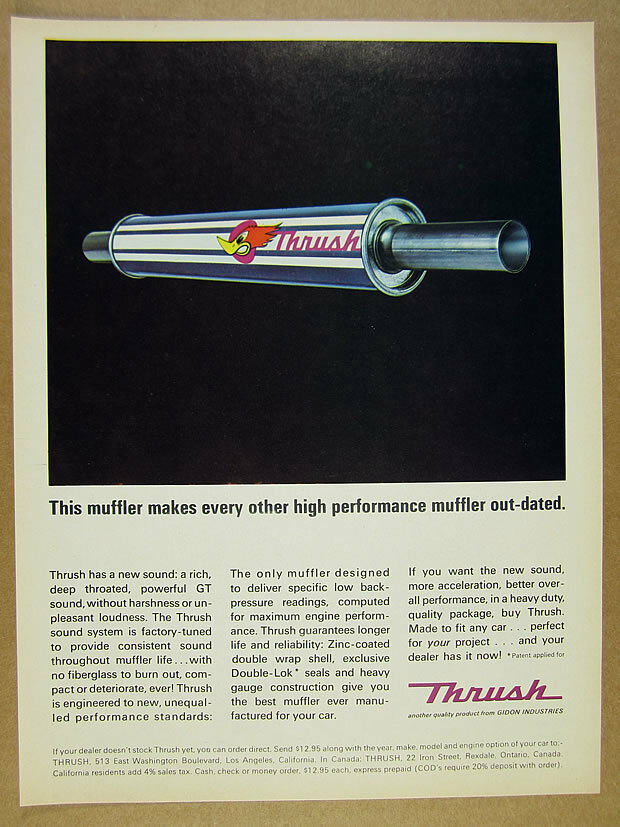 Thrush
This muffler makes every other high performance muffler out-dated.
Thrush has a new sound: a rich,
deep throated, powerful GT
sound, without harshness or un-
pleasant loudness. The Thrush
sound system is factory-tuned
to provide consistent sound
throughout muffler life . . . with
no fiberglass to burn out, com-
pact or deteriorate, ever! Thrush
is engineered to new, unequal-
led performance standards:
The only muffler designed
to deliver specific low back-
pressure readings, computed
for maximum engine perform-
ance. Thrush guarantees longer
life and reliability: Zinc-coated
double wrap shell, exclusive
Double-Lok* seals and heavy
gauge construction give you
the best muffler ever manu-
factured for your car.
If you want the new sound,
more acceleration, better over-
all performance, in a heavy duty,
quality package, buy Thrush.
Made to fit any car . . . perfect
for your project . . . and your
dealer has it now! *Patent applied for
Thrush
another quality product from GIDON INDUSTRIES
If your dealer doesn't stock Thrush yet, you can order direct. Send $12.95 along with the year, make, model and engine option of your car to:-
THRUSH, 513 East Washington Boulevard, Los Angeles, California. In Canada: THRUSH, 22 Iron Street, Rexdale, Ontario, Canada.
California residents add 4% sales tax. Cash, check or money order, $12.95 each, express prepaid (COD's require 20% deposit with order).